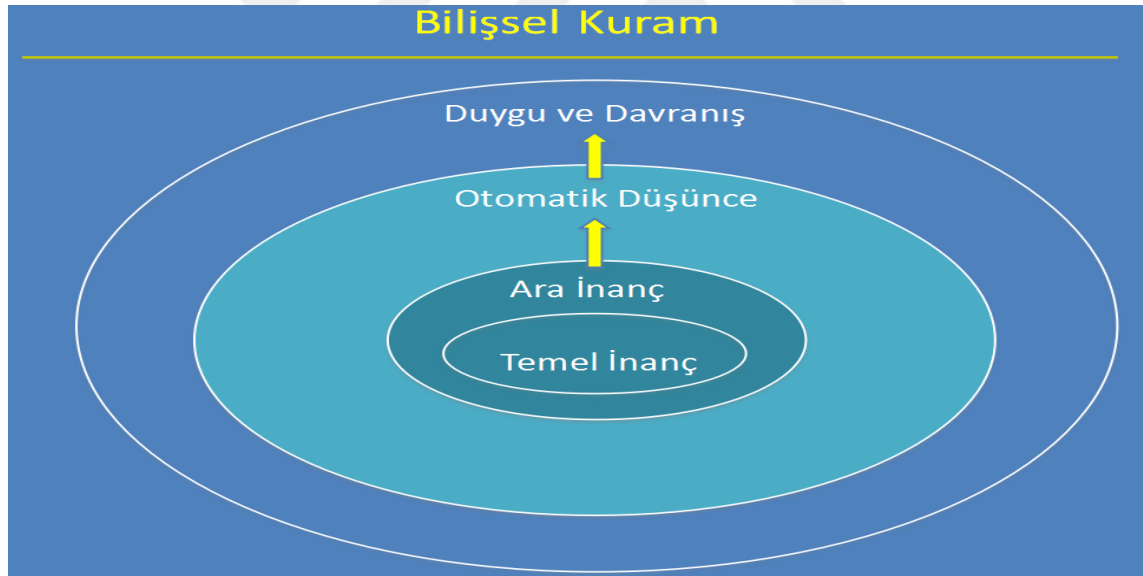 Bilişsel Kuram
Duygu ve Davranış
Otomatik Düşünce
Ara İnanç
Temel İnanç